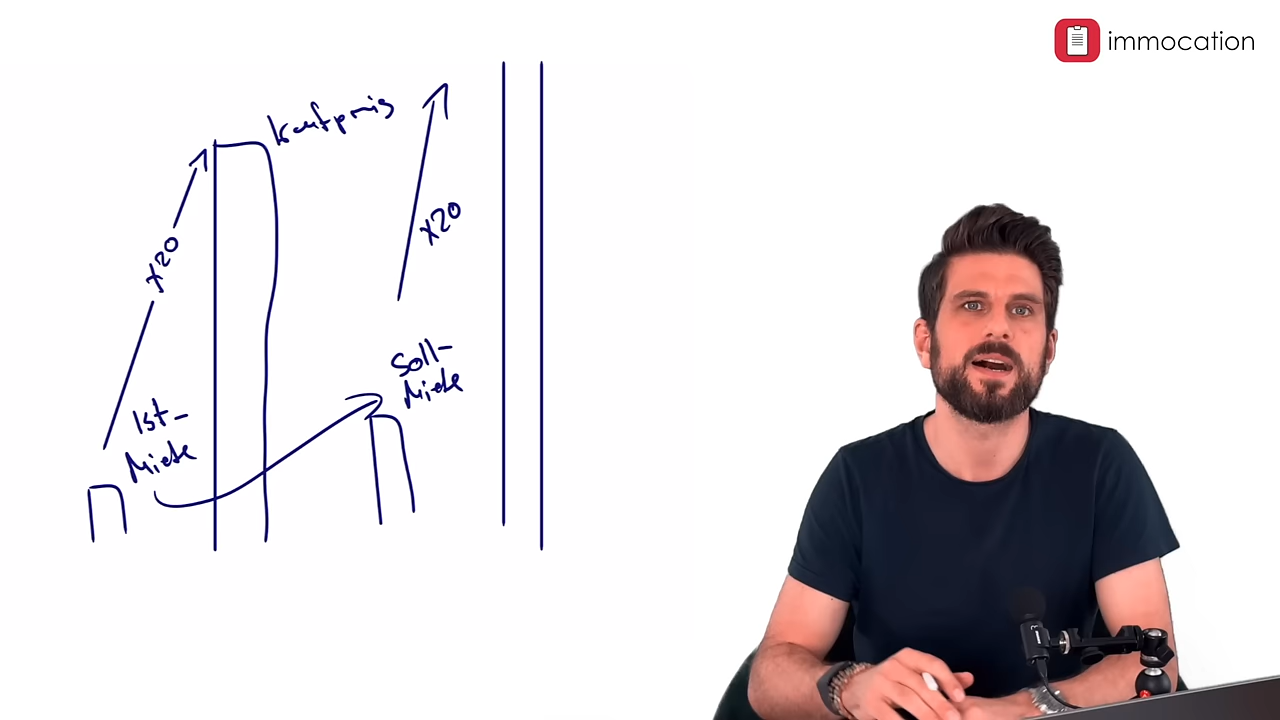 immocation
Kaufpreis
x20
x20
Soll-
Miete
Ist-
Miete